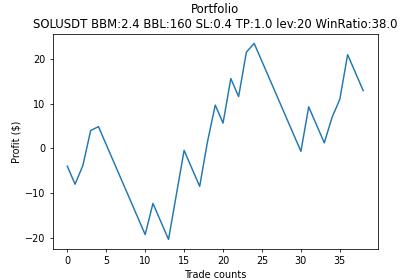 Portfolio
SOLUSDT BBM:2.4 BBL:160 SL:0.4 TP:1.0 lev:20 WinRatio:38.0
Profit ($)
20
10
0
−10
−20
0 5 10 15 20 25 30 35
Trade counts